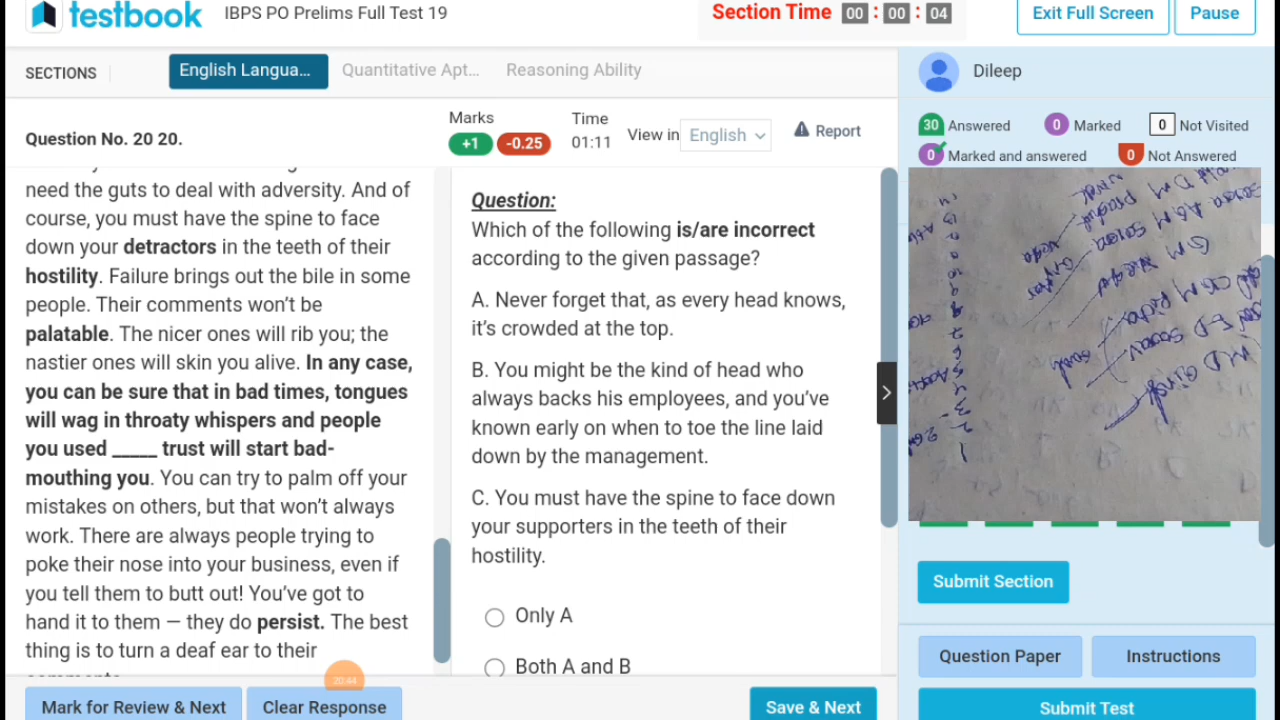 testbook
IBPS PO Prelims Full Test 19
Section Time 00 : 00 : 04
Exit Full Screen
Pause
SECTIONS
English Langua...
Quantitative Apt...
Reasoning Ability
Dileep
Question No. 20 20.
Marks
+1 -0.25
Time
01:11
View in English
Report
30 Answered
0 Marked
0 Not Visited
0 Marked and answered
0 Not Answered
need the guts to deal with adversity. And of
course, you must have the spine to face
down your detractors in the teeth of their
hostility. Failure brings out the bile in some
people. Their comments won't be
palatable. The nicer ones will rib you; the
nastier ones will skin you alive. In any case,
you can be sure that in bad times, tongues
will wag in throaty whispers and people
you used _____ trust will start bad-
mouthing you. You can try to palm off your
mistakes on others, but that won't always
work. There are always people trying to
poke their nose into your business, even if
you tell them to butt out! You've got to
hand it to them — they do persist. The best
thing is to turn a deaf ear to their
Question:
Which of the following is/are incorrect
according to the given passage?
A. Never forget that, as every head knows,
it's crowded at the top.
B. You might be the kind of head who
always backs his employees, and you've
known early on when to toe the line laid
down by the management.
C. You must have the spine to face down
your supporters in the teeth of their
hostility.
Only A
Both A and B
20:44
Mark for Review & Next
Clear Response
Save & Next
Submit Section
Question Paper
Instructions
Submit Test